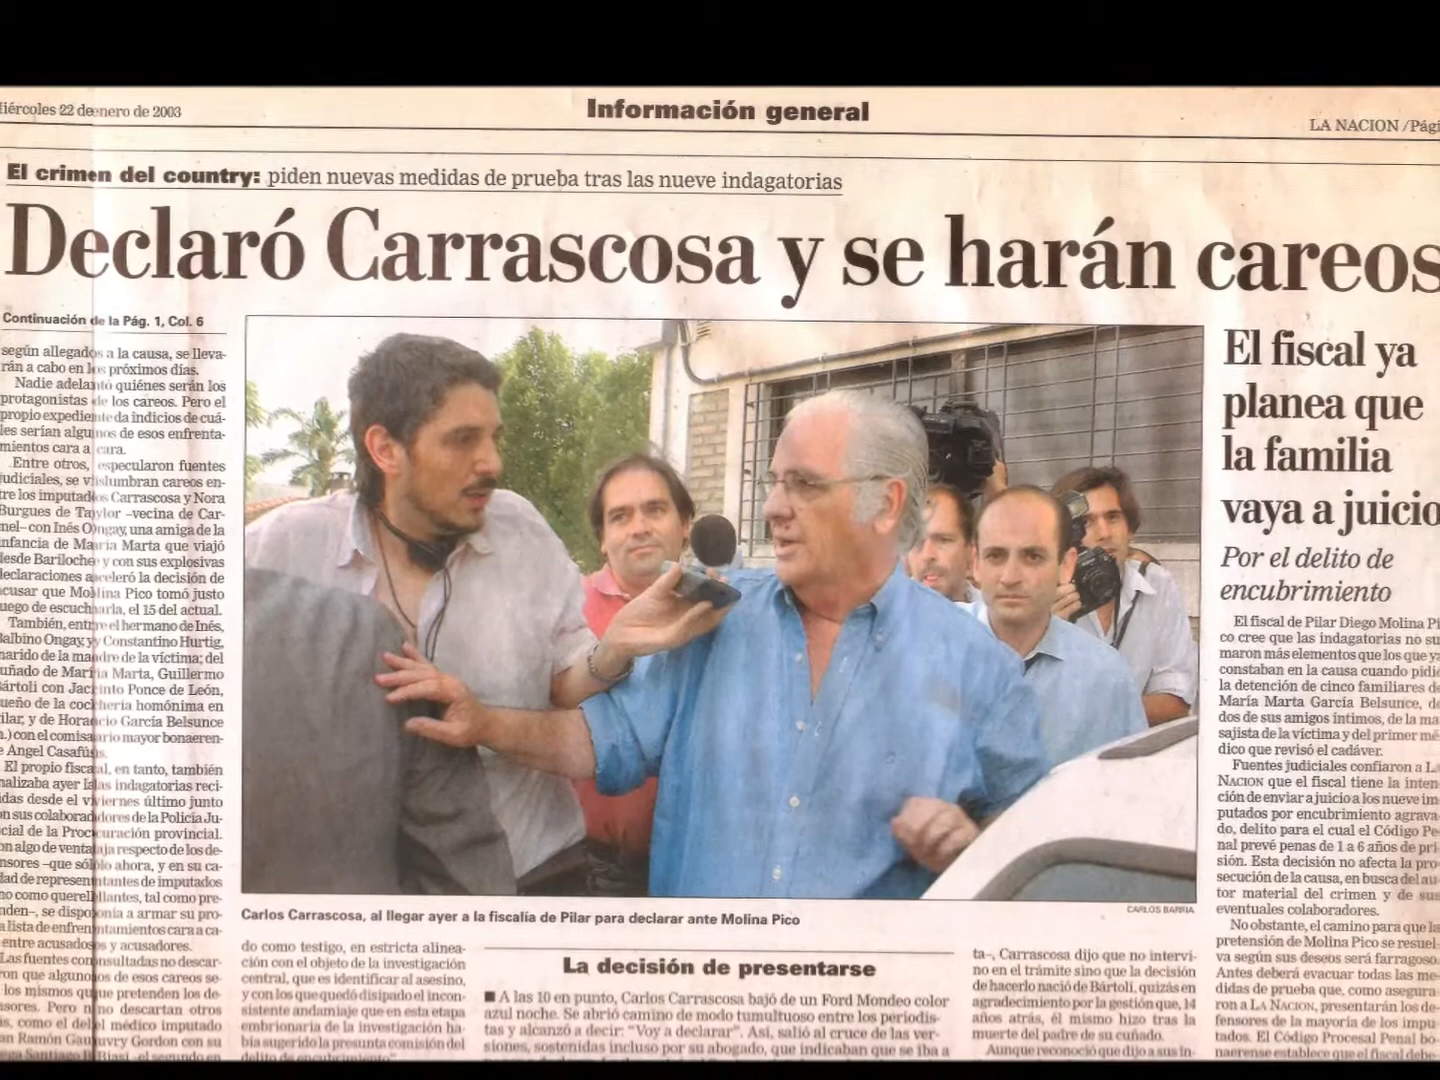 iércoles 22 de enero de 2003
Información general
LA NACION /Pági
El crimen del country: piden nuevas medidas de prueba tras las nueve indagatorias
Declaró Carrascosa y se harán careos
Continuación de la Pág. 1, Col. 6
según allegados a la causa, se lleva-
rán a cabo en los próximos días.
Nadie adelantó quiénes serán los
protagonistas de los careos. Pero el
propio expediente da indicios de cuá-
les serían algunos de esos enfrenta-
mientos cara a cara.
Entre otros, especularon fuentes
judiciales, se vislumbran careos en-
tre los imputados Carrascosa y Nora
Burgues de Taylor –vecina de Car-
mel– con Inés Ongay, una amiga de la
infancia de María Marta que viajó
desde Bariloche y con sus explosivas
declaraciones aceleró la decisión de
acusar que Molina Pico tomó justo
luego de escucharla, el 15 del actual.
También, entre el hermano de Inés,
Balbino Ongay, y Constantino Hurtig,
marido de la madre de la víctima; del
uñado de María Marta, Guillermo
Bártoli con Jacinto Ponce de León,
dueño de la cochería homónima en
ilar, y de Horacio García Belsunce
.) con el comisario mayor bonaeren-
e Angel Casafús.
El propio fiscal, en tanto, también
nalizaba ayer las indagatorias reci-
idas desde el viernes último junto
on sus colaboradores de la Policía Ju-
cial de la Procuración provincial.
on algo de ventaja respecto de los de-
nsores –que sólo ahora, y en su ca-
dad de representantes de imputados
no como querellantes, tal como pre-
nden–, se disponía a armar su pro-
a lista de enfrentamientos cara a ca-
entre acusados y acusadores.
Las fuentes consultadas no descar-
ron que algunos de esos careos se-
los mismos que pretenden los de-
nsores. Pero no descartan otros
s, como el del médico imputado
an Ramón Gauvry Gordon con su
ega Santiago Biasi, el segundo en
Carlos Carrascosa, al llegar ayer a la fiscalía de Pilar para declarar ante Molina Pico
CARLOS BARRIA
do como testigo, en estricta alinea-
ción con el objeto de la investigación
central, que es identificar al asesino,
y con los que quedó disipado el incon-
sistente andamiaje que en esta etapa
embrionaria de la investigación ha-
bía sugerido la presunta comisión del
delito de encubrimiento".
La decisión de presentarse
■ A las 10 en punto, Carlos Carrascosa bajó de un Ford Mondeo color
azul noche. Se abrió camino de modo tumultuoso entre los periodis-
tas y alcanzó a decir: "Voy a declarar". Así, salió al cruce de las ver-
siones, sostenidas incluso por su abogado, que indicaban que se iba a
ta–, Carrascosa dijo que no intervi-
no en el trámite sino que la decisión
de hacerlo nació de Bártoli, quizás en
agradecimiento por la gestión que, 14
años atrás, él mismo hizo tras la
muerte del padre de su cuñado.
Aunque reconoció que dijo a sus in-
El fiscal ya
planea que
la familia
vaya a juicio
Por el delito de
encubrimiento
El fiscal de Pilar Diego Molina Pi
co cree que las indagatorias no su
maron más elementos que los que ya
constaban en la causa cuando pidió
la detención de cinco familiares de
María Marta García Belsunce, de
dos de sus amigos íntimos, de la ma
sajista de la víctima y del primer mé
dico que revisó el cadáver.
Fuentes judiciales confiaron a LA
NACION que el fiscal tiene la inten
ción de enviar a juicio a los nueve im
putados por encubrimiento agrava
do, delito para el cual el Código Pe
nal prevé penas de 1 a 6 años de pri
sión. Esta decisión no afecta la pro
secución de la causa, en busca del au
tor material del crimen y de sus
eventuales colaboradores.
No obstante, el camino para que la
pretensión de Molina Pico se resuel
va según sus deseos será farragoso.
Antes deberá evacuar todas las me
didas de prueba que, como asegura
ron a LA NACION, presentarán los de
fensores de la mayoría de los impu
tados. El Código Procesal Penal bo
naerense establece que el fiscal debe